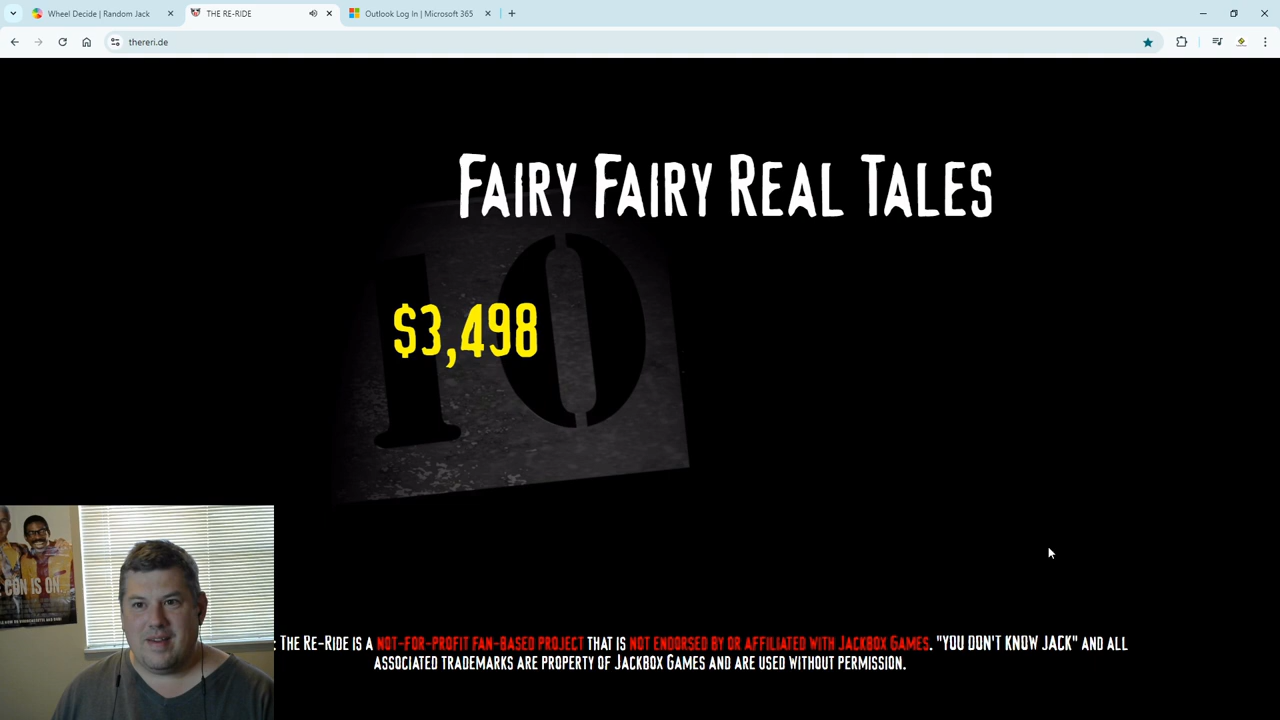 Wheel Decide | Random Jack
THE RE-RIDE
Outlook Log In | Microsoft 365
thereri.de
FAIRY FAIRY REAL TALES
10
$3,498
CON IS ON.
: THE RE-RIDE IS A NOT-FOR-PROFIT FAN-BASED PROJECT THAT IS NOT ENDORSED BY OR AFFILIATED WITH JACKBOX GAMES. "YOU DON'T KNOW JACK" AND ALL
ASSOCIATED TRADEMARKS ARE PROPERTY OF JACKBOX GAMES AND ARE USED WITHOUT PERMISSION.